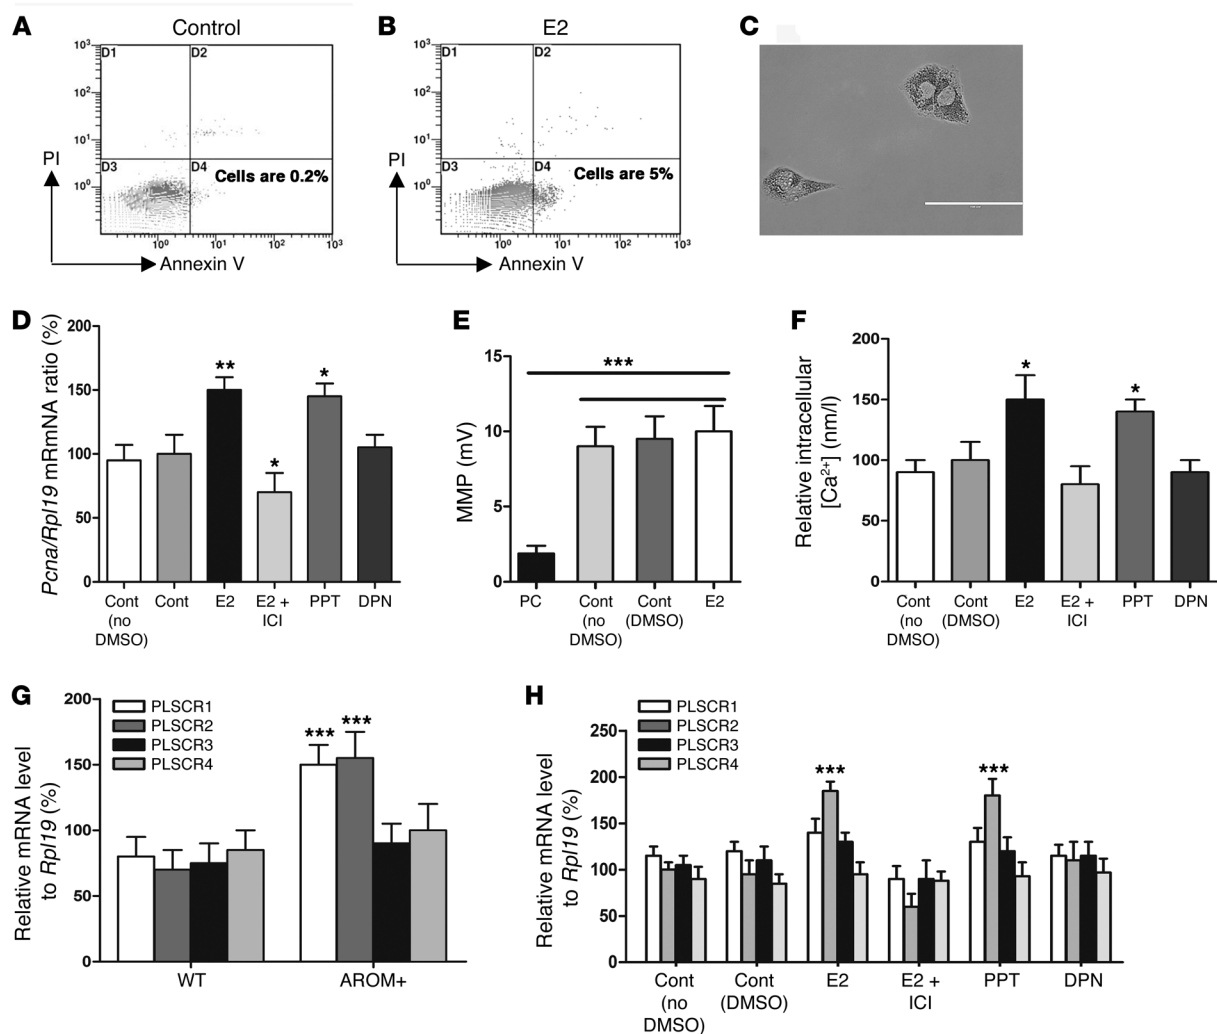 A
Control
10³
D1
D2
10²
10¹
PI
D3
D4
Cells are 0.2%
10⁰
10⁰
10¹
10²
10³
Annexin V
B
E2
10³
D1
D2
10²
10¹
PI
D3
D4
Cells are 5%
10⁰
10⁰
10¹
10²
10³
Annexin V
C
D
Pcna/Rpl19 mRmNA ratio (%)
200
150
100
50
0
**
*
*
Cont
(no
DMSO)
Cont
E2
E2 +
ICI
PPT
DPN
E
MMP (mV)
15
10
5
0
***
PC
Cont
(no
DMSO)
Cont
(DMSO)
E2
F
Relative intracellular
[Ca²⁺] (nm/l)
200
150
100
50
0
*
*
Cont
(no
DMSO)
Cont
(DMSO)
E2
E2 +
ICI
PPT
DPN
G
Relative mRNA level
to Rpl19 (%)
200
150
100
50
0
PLSCR1
PLSCR2
PLSCR3
PLSCR4
***
***
WT
AROM+
H
Relative mRNA level
to Rpl19 (%)
250
200
150
100
50
0
PLSCR1
PLSCR2
PLSCR3
PLSCR4
***
***
Cont
(no
DMSO)
Cont
(DMSO)
E2
E2 +
ICI
PPT
DPN